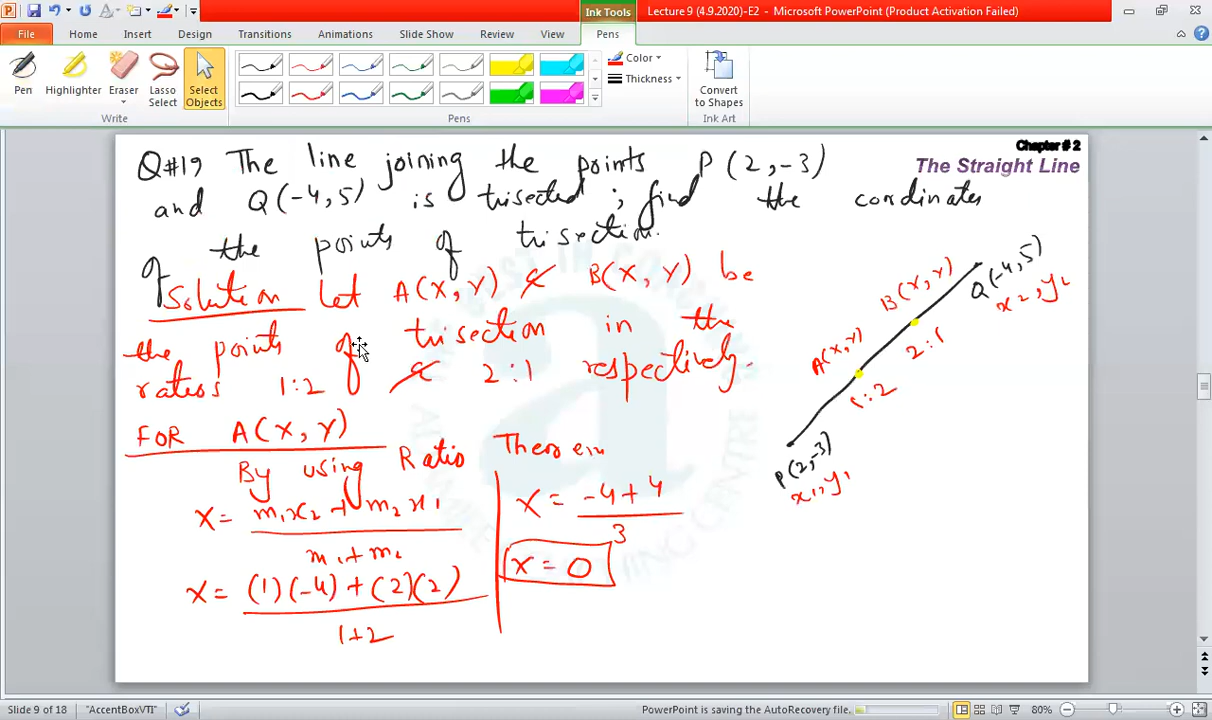 Lecture 9 (4.9.2020)-E2 - Microsoft PowerPoint (Product Activation Failed)
Ink Tools
File Home Insert Design Transitions Animations Slide Show Review View Pens
Pen Highlighter Eraser Lasso Select Select Objects
Color
Thickness
Convert to Shapes
Write Pens Ink Art
Chapter # 2
The Straight Line
Q#19 The line joining the points P(2,-3)
and Q(-4,5) is trisected ; find the cordinates
of the points of trisection.
Solution Let A(X,Y) & B(X,Y) be
the points of trisection in the
ratios 1:2 & 2:1 respectively.
FOR A(X,Y)
By using Ratio Theorem
X = m₁x₂ + m₂x₁
m₁+m₂
X = (1)(-4) + (2)(2)
1+2
X = -4+4
3
X = 0
Q(-4,5)
x₂,y₂
B(X,Y)
2:1
A(X,Y)
1:2
P(2,-3)
x₁,y₁
Slide 9 of 18 "AccentBoxVTI" PowerPoint is saving the AutoRecovery file. 80%